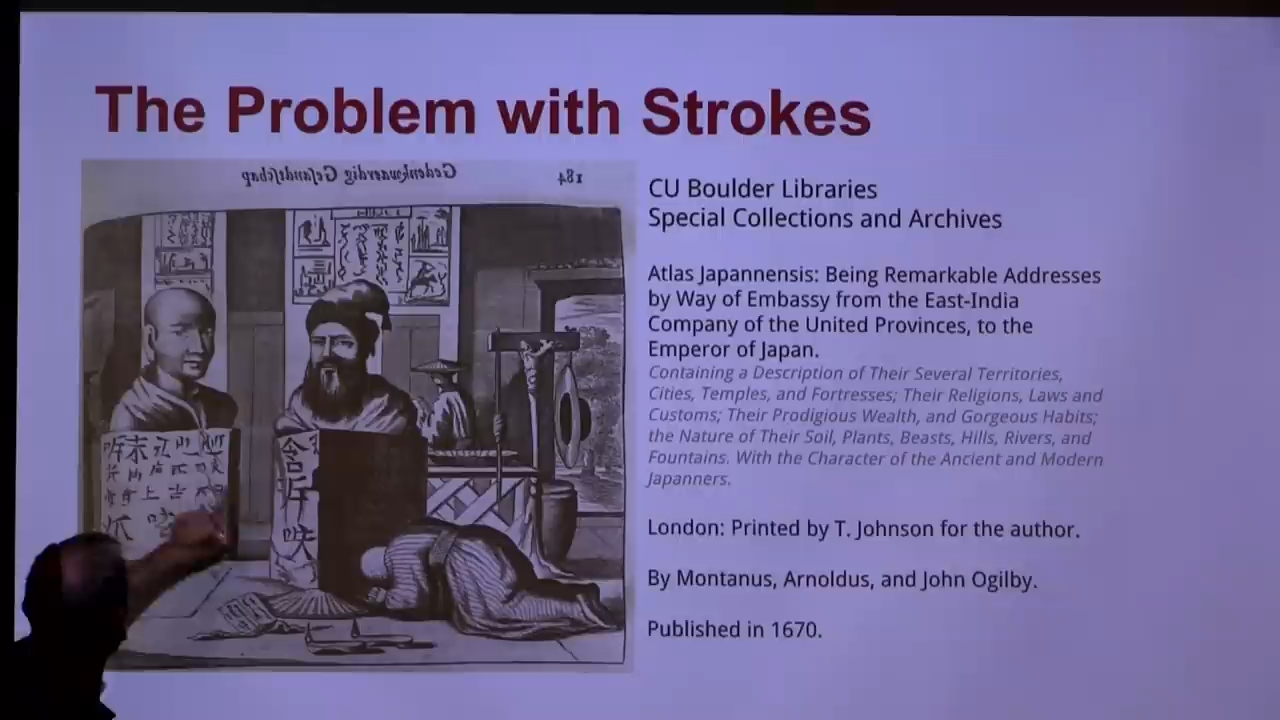 The Problem with Strokes
Gedenkwaerdig Gesandtschap
184
CU Boulder Libraries
Special Collections and Archives
Atlas Japannensis: Being Remarkable Addresses
by Way of Embassy from the East-India
Company of the United Provinces, to the
Emperor of Japan.
Containing a Description of Their Several Territories,
Cities, Temples, and Fortresses; Their Religions, Laws and
Customs; Their Prodigious Wealth, and Gorgeous Habits;
the Nature of Their Soil, Plants, Beasts, Hills, Rivers, and
Fountains. With the Character of the Ancient and Modern
Japanners.
London: Printed by T. Johnson for the author.
By Montanus, Arnoldus, and John Ogilby.
Published in 1670.